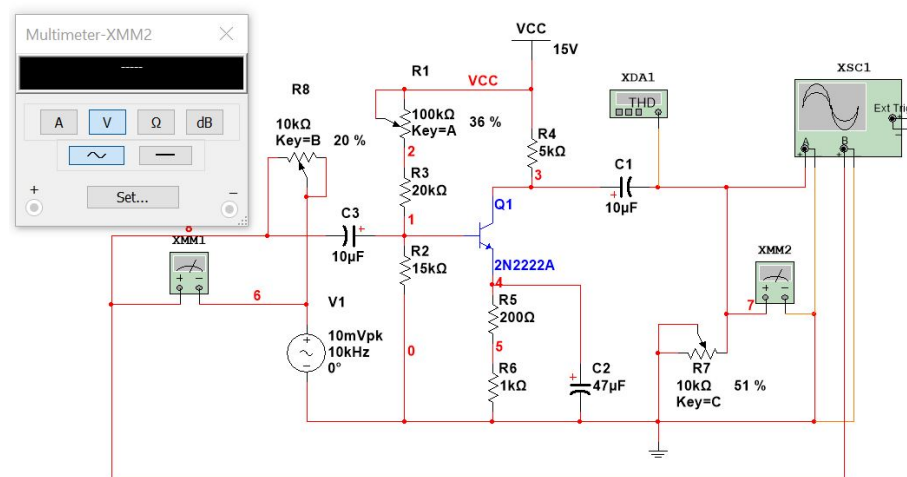 Multimeter-XMM2
-----
A
V
Ω
dB
Set...
+
−
VCC
15V
VCC
R1
100kΩ
Key=A
36 %
2
R8
10kΩ
Key=B
20 %
R3
20kΩ
1
C3
+
10µF
8
XMM1
+ −
6
V1
10mVpk
10kHz
0°
R2
15kΩ
0
R4
5kΩ
3
Q1
2N2222A
4
R5
200Ω
5
R6
1kΩ
C2
+
47µF
C1
+
10µF
XDA1
THD
XSC1
Ext Tri
A
B
XMM2
+ −
7
R7
10kΩ
Key=C
51 %